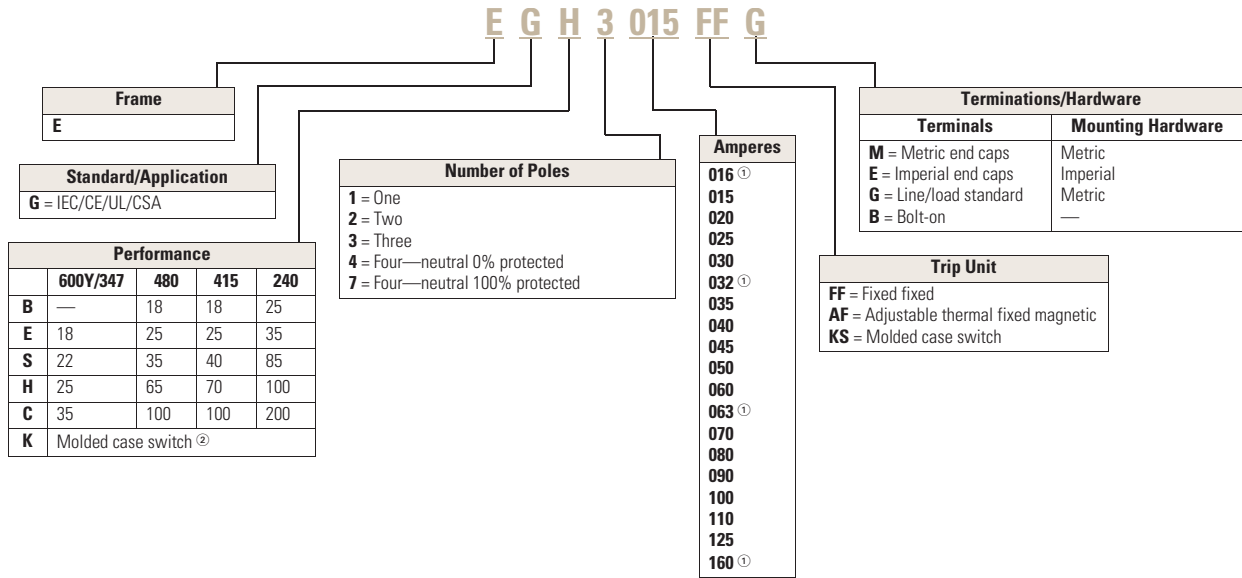 E G H 3 015 FF G
Frame
E
Standard/Application
G = IEC/CE/UL/CSA
Performance
600Y/347 480 415 240
B — 18 18 25
E 18 25 25 35
S 22 35 40 85
H 25 65 70 100
C 35 100 100 200
K Molded case switch ②
Number of Poles
1 = One
2 = Two
3 = Three
4 = Four—neutral 0% protected
7 = Four—neutral 100% protected
Amperes
016 ①
015
020
025
030
032 ①
035
040
045
050
060
063 ①
070
080
090
100
110
125
160 ①
Trip Unit
FF = Fixed fixed
AF = Adjustable thermal fixed magnetic
KS = Molded case switch
Terminations/Hardware
Terminals Mounting Hardware
M = Metric end caps Metric
E = Imperial end caps Imperial
G = Line/load standard Metric
B = Bolt-on —